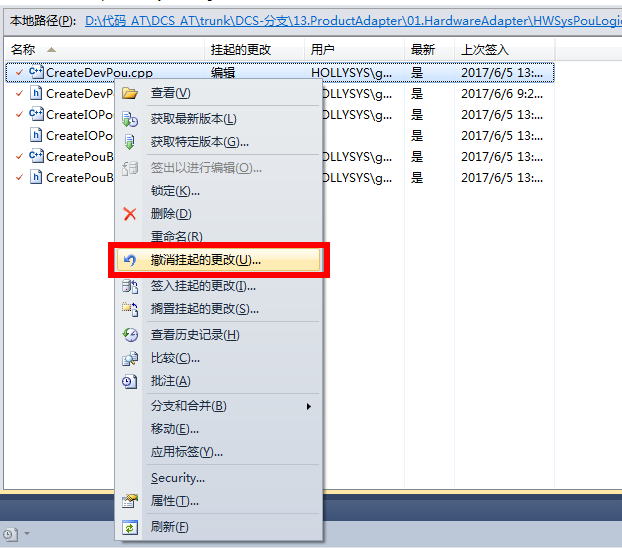 本地路径(P): D:\代码_AT\DCS_AT\trunk\DCS-分支\13.ProductAdapter\01.HardwareAdapter\HWSysPouLogic
名称 挂起的更改 用户 最新 上次签入
CreateDevPou.cpp 编辑 HOLLYSYS\g... 是 2017/6/5 13:...
CreateDevP OLLYSYS\g... 是 2017/6/6 9:2...
CreateIOPo OLLYSYS\g... 是 2017/6/5 13:...
CreateIOPo OLLYSYS\g... 是 2017/6/5 13:...
CreatePouB OLLYSYS\g... 是 2017/6/5 13:...
CreatePouB OLLYSYS\g... 是 2017/6/5 13:...
查看(V)
获取最新版本(L)
获取特定版本(G)...
签出以进行编辑(O)...
锁定(K)...
删除(D)
重命名(R)
撤消挂起的更改(U)...
签入挂起的更改(I)...
搁置挂起的更改(S)...
查看历史记录(H)
比较(C)...
批注(A)
分支和合并(B)
移动(E)...
应用标签(Y)...
Security...
属性(T)...
刷新(F)